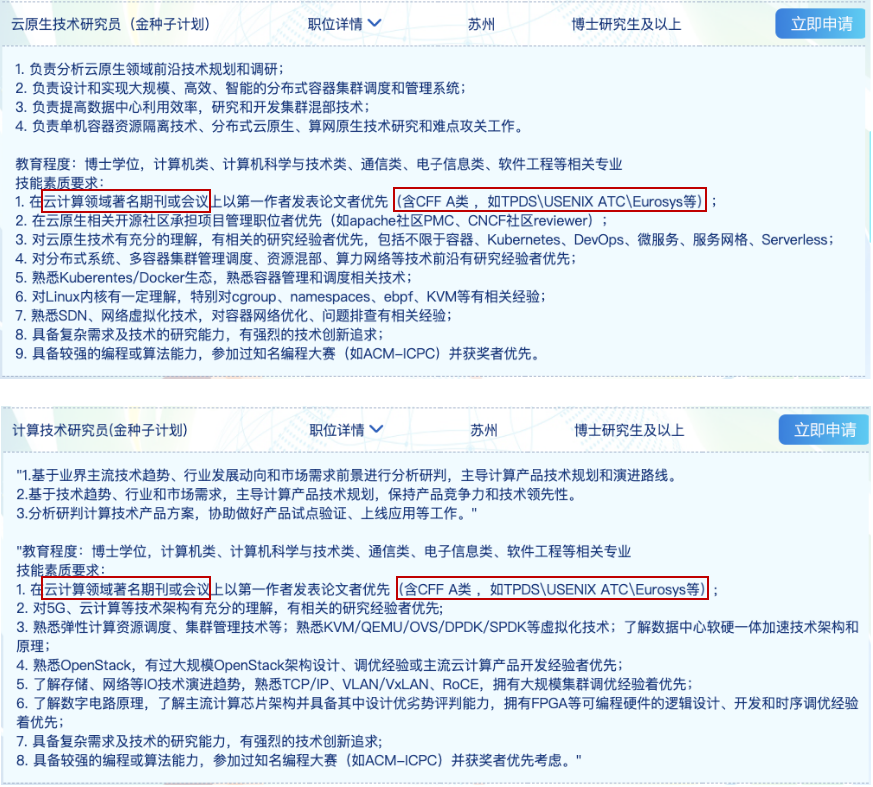 云原生技术研究员（金种子计划） 职位详情 苏州 博士研究生及以上 立即申请
1. 负责分析云原生领域前沿技术规划和调研；
2. 负责设计和实现大规模、高效、智能的分布式容器集群调度和管理系统；
3. 负责提高数据中心利用效率，研究和开发集群混部技术；
4. 负责单机容器资源隔离技术、分布式云原生、算网原生技术研究和难点攻关工作。
教育程度：博士学位，计算机类、计算机科学与技术类、通信类、电子信息类、软件工程等相关专业
技能素质要求：
1. 在云计算领域著名期刊或会议上以第一作者发表论文者优先（含CFF A类 ，如TPDS\USENIX ATC\Eurosys等）；
2. 在云原生相关开源社区承担项目管理职位者优先（如apache社区PMC、CNCF社区reviewer）；
3. 对云原生技术有充分的理解，有相关的研究经验者优先，包括不限于容器、Kubernetes、DevOps、微服务、服务网格、Serverless；
4. 对分布式系统、多容器集群管理调度、资源混部、算力网络等技术前沿有研究经验者优先；
5. 熟悉Kuberentes/Docker生态，熟悉容器管理和调度相关技术；
6. 对Linux内核有一定理解，特别对cgroup、namespaces、ebpf、KVM等有相关经验；
7. 熟悉SDN、网络虚拟化技术，对容器网络优化、问题排查有相关经验；
8. 具备复杂需求及技术的研究能力，有强烈的技术创新追求；
9. 具备较强的编程或算法能力，参加过知名编程大赛（如ACM-ICPC）并获奖者优先。
计算技术研究员(金种子计划) 职位详情 苏州 博士研究生及以上 立即申请
"1.基于业界主流技术趋势、行业发展动向和市场需求前景进行分析研判，主导计算产品技术规划和演进路线。
2.基于技术趋势、行业和市场需求，主导计算产品技术规划，保持产品竞争力和技术领先性。
3.分析研判计算技术产品方案，协助做好产品试点验证、上线应用等工作。"
"教育程度：博士学位，计算机类、计算机科学与技术类、通信类、电子信息类、软件工程等相关专业
技能素质要求：
1. 在云计算领域著名期刊或会议上以第一作者发表论文者优先（含CFF A类 ，如TPDS\USENIX ATC\Eurosys等）；
2. 对5G、云计算等技术架构有充分的理解，有相关的研究经验者优先;
3. 熟悉弹性计算资源调度、集群管理技术等；熟悉KVM/QEMU/OVS/DPDK/SPDK等虚拟化技术；了解数据中心软硬一体加速技术架构和
原理；
4. 熟悉OpenStack，有过大规模OpenStack架构设计、调优经验或主流云计算产品开发经验者优先；
5. 了解存储、网络等IO技术演进趋势，熟悉TCP/IP、VLAN/VxLAN、RoCE，拥有大规模集群调优经验着优先；
6. 了解数字电路原理，了解主流计算芯片架构并具备其中设计优劣势评判能力，拥有FPGA等可编程硬件的逻辑设计、开发和时序调优经验
着优先；
7. 具备复杂需求及技术的研究能力，有强烈的技术创新追求;
8. 具备较强的编程或算法能力，参加过知名编程大赛（如ACM-ICPC）并获奖者优先考虑。"